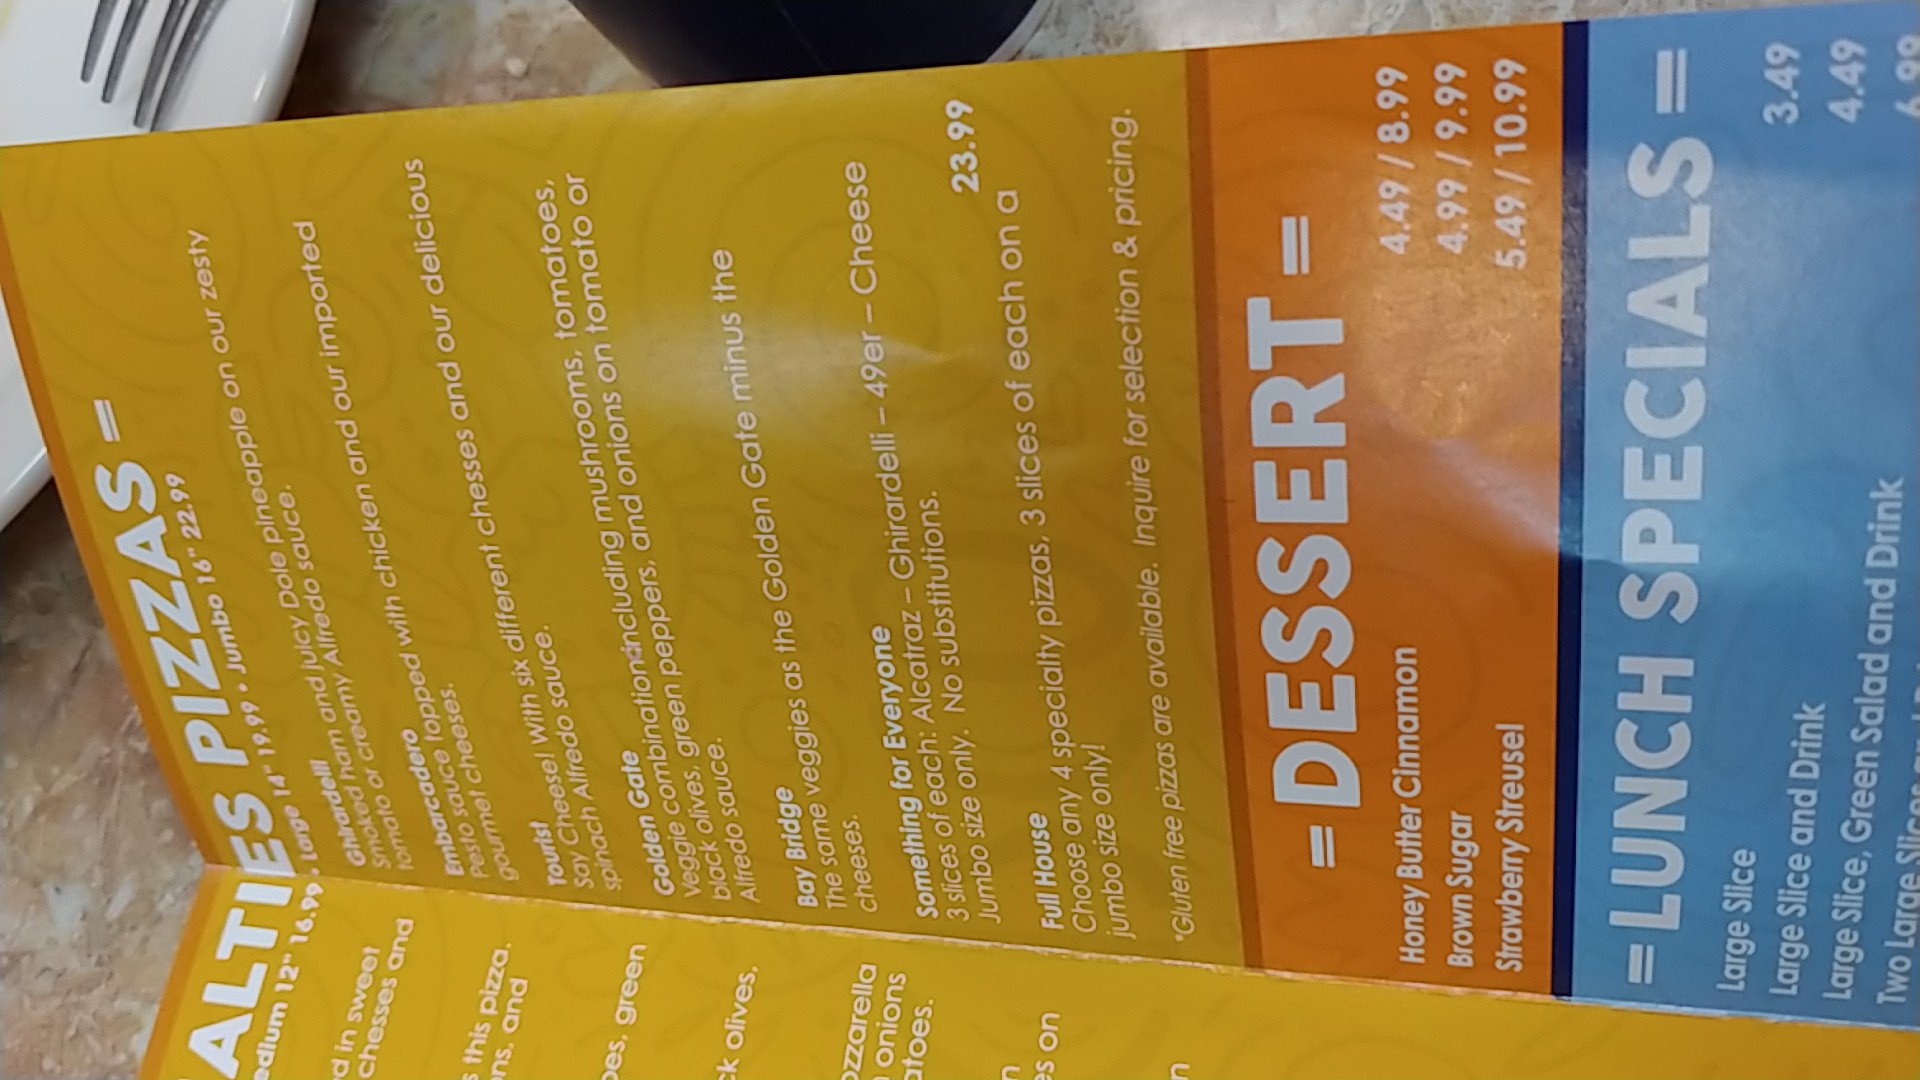 ALTIES PIZZAS =
edium 12" 16.99 • Large 14" 19.99 • Jumbo 16" 22.99
Ghirardelli
Smoked ham and juicy Dole pineapple on our zesty
tomato or creamy Alfredo sauce.
Embarcadero
Pesto sauce topped with chicken and our imported
gourmet cheeses.
Tourist
Say Cheese! With six different chesses and our delicious
spinach Alfredo sauce.
Golden Gate
Veggie combination including mushrooms, tomatoes,
black olives, green peppers, and onions on tomato or
Alfredo sauce.
Bay Bridge
The same veggies as the Golden Gate minus the
cheeses.
Something for Everyone
3 slices of each: Alcatraz – Ghirardelli – 49er – Cheese
Jumbo size only. No substitutions.
23.99
Full House
Choose any 4 specialty pizzas, 3 slices of each on a
jumbo size only!
*Gluten free pizzas are available. Inquire for selection & pricing.
= DESSERT =
Honey Butter Cinnamon 4.49 / 8.99
Brown Sugar 4.99 / 9.99
Strawberry Streusel 5.49 / 10.99
= LUNCH SPECIALS =
Large Slice 3.49
Large Slice and Drink 4.49
Large Slice, Green Salad and Drink 6.99
Two Large Slices and
d in sweet
chesses and
s this pizza.
ns, and
oes, green
ck olives,
ozzarella
onions
atoes.
n
es on
n